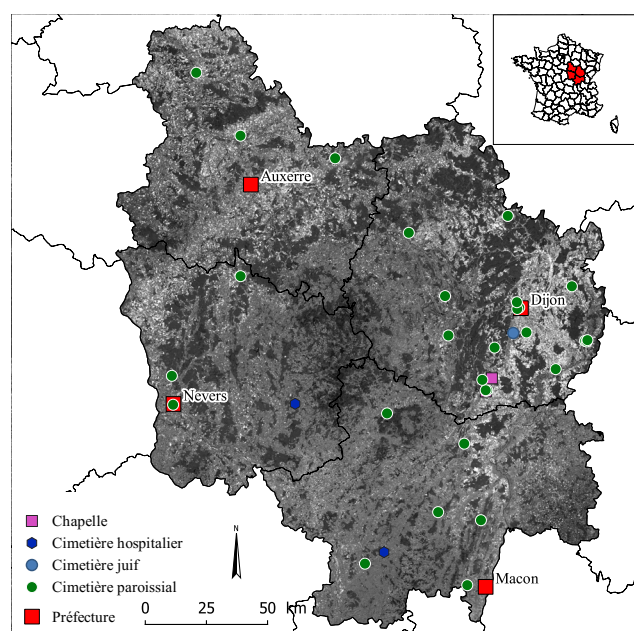 Auxerre
Dijon
Nevers
Macon
Chapelle
Cimetière hospitalier
Cimetière juif
Cimetière paroissial
Préfecture
N
0 25 50 km